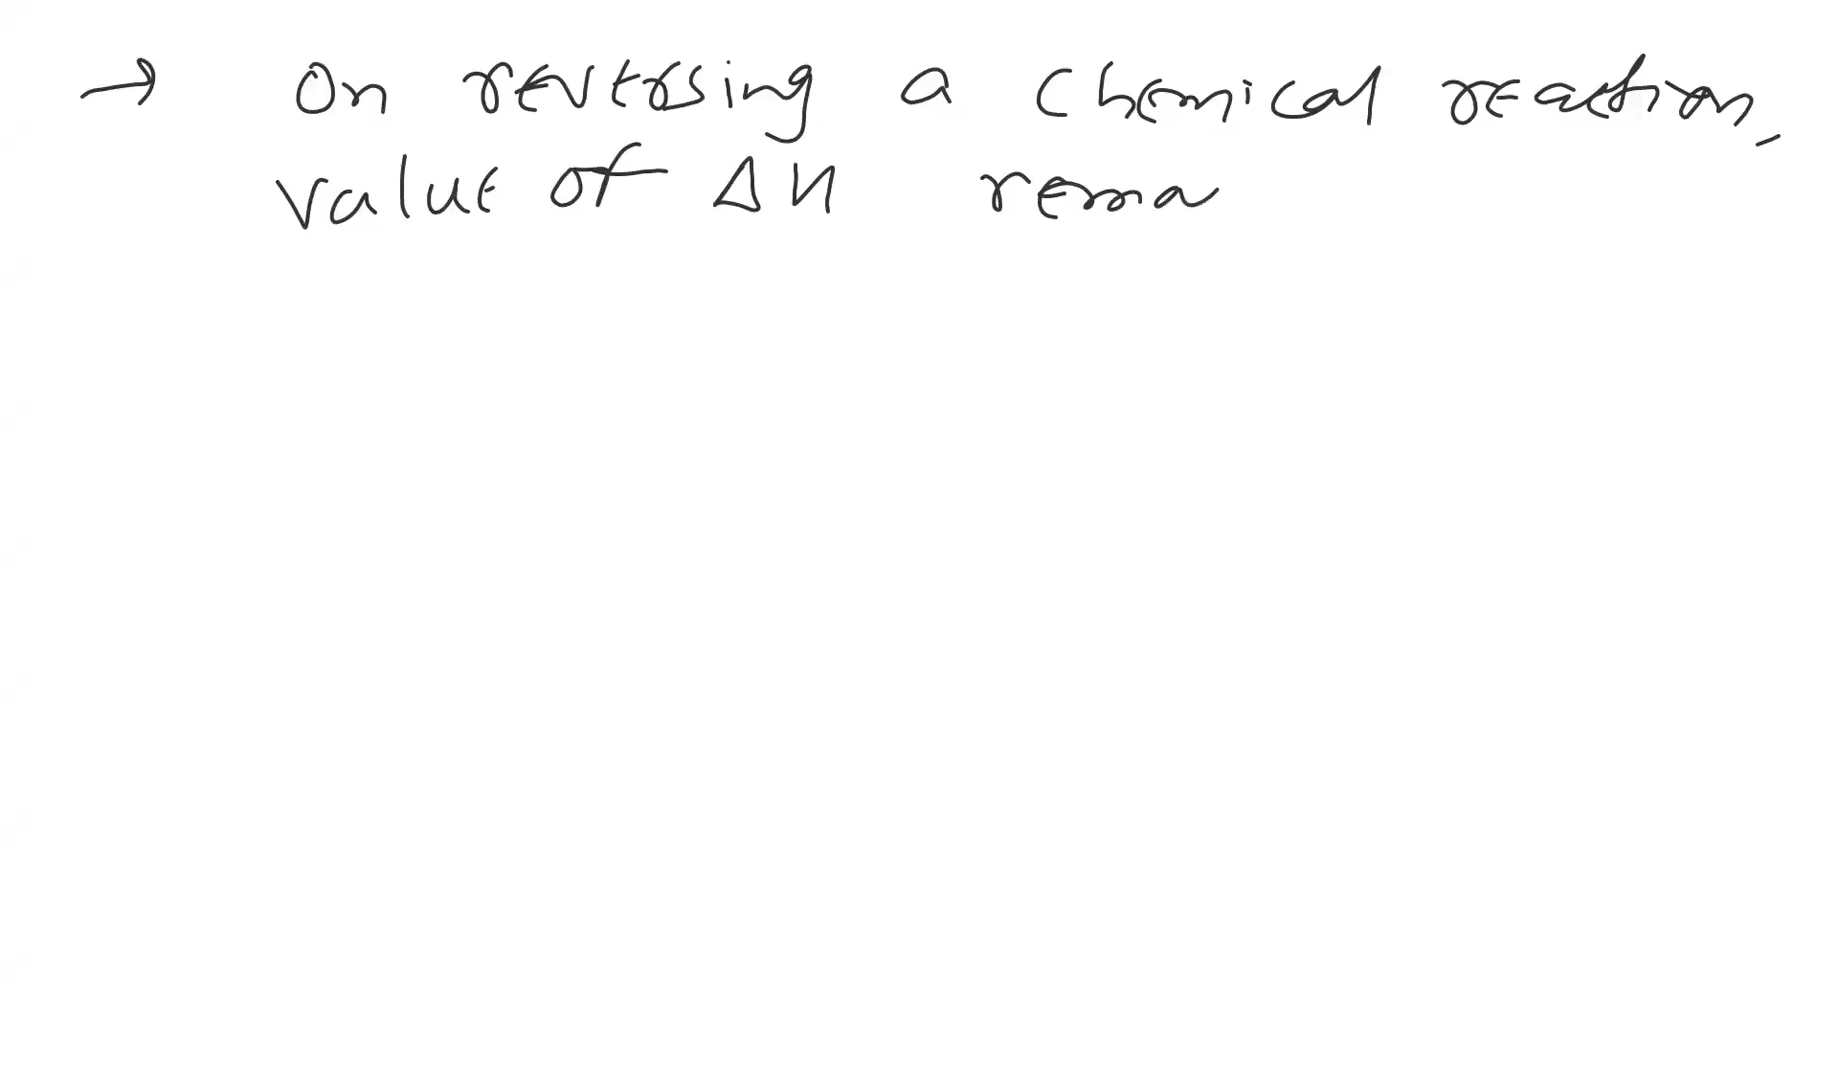 → On reversing a chemical reaction,
value of ΔH rema